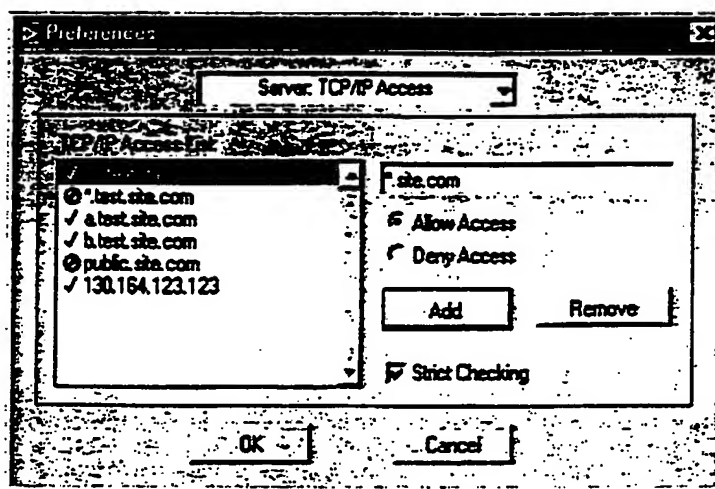 Preferences
Server: TCP/IP Access
TCP/IP Access List
✓
⊘ *.test.site.com
✓ a.test.site.com
✓ b.test.site.com
⊘ public.site.com
✓ 130.164.123.123
*.site.com
Allow Access
Deny Access
Add
Remove
Strict Checking
OK
Cancel